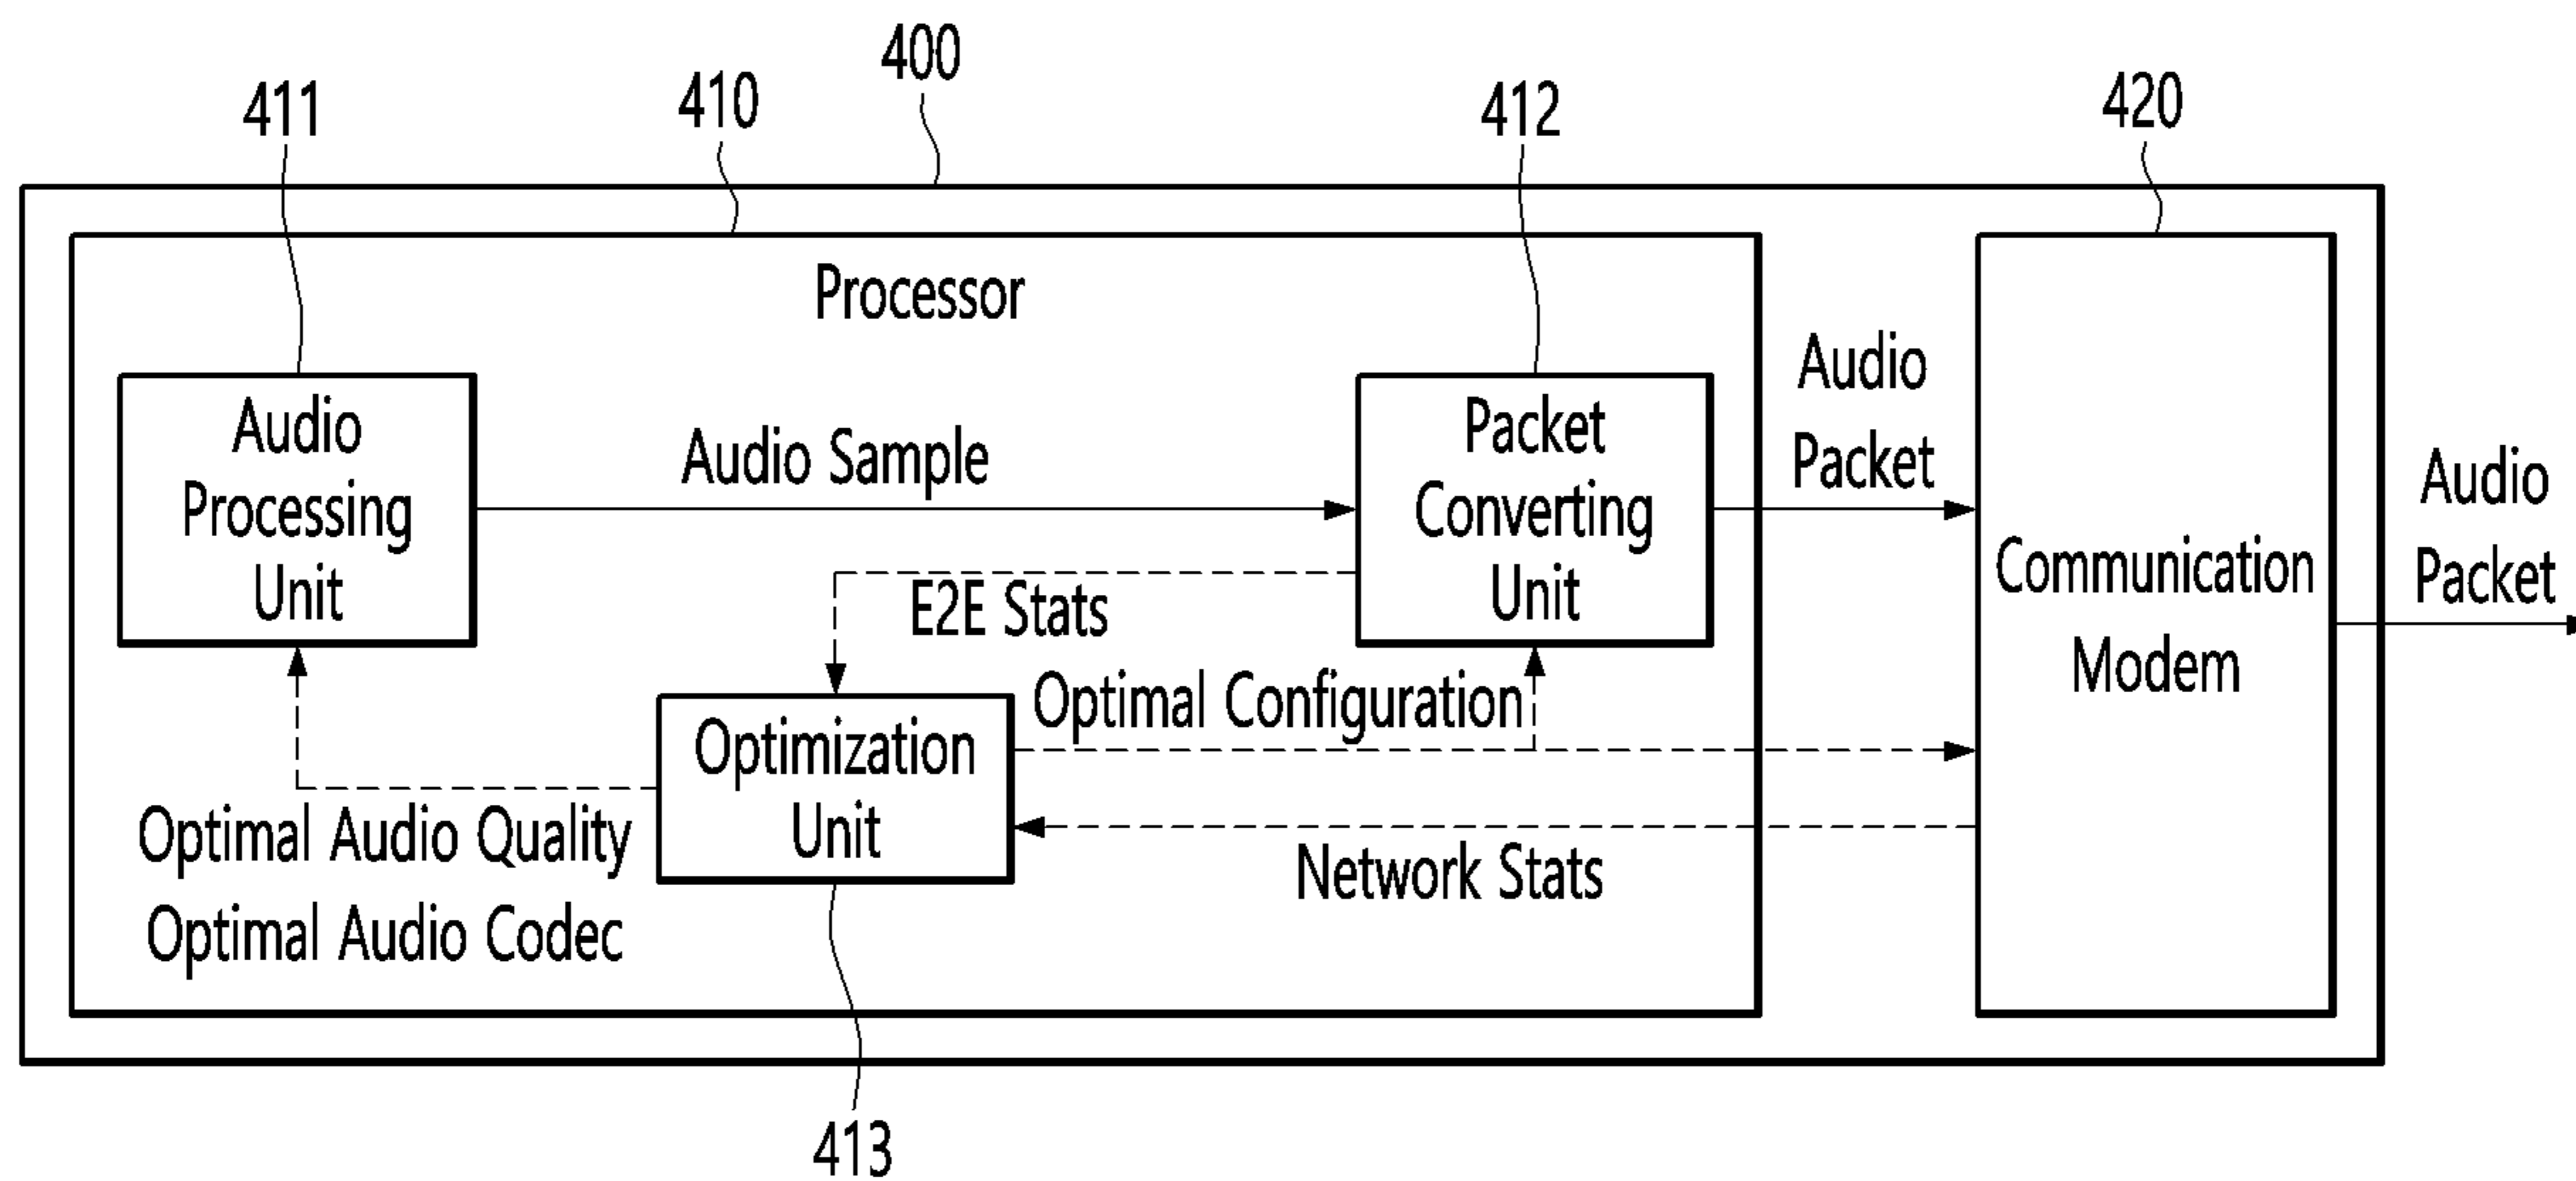 400
411
410
412
420
Processor
Audio
Processing
Unit
Audio Sample
Packet
Converting
Unit
Audio
Packet
Communication
Modem
Audio
Packet
E2E Stats
Optimization
Unit
Optimal Configuration
Network Stats
Optimal Audio Quality
Optimal Audio Codec
413